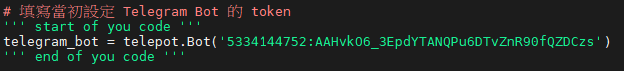 # 填寫當初設定 Telegram Bot 的 token
''' start of you code '''
telegram_bot = telepot.Bot('5334144752:AAHvkO6_3EpdYTANQPu6DTvZnR90fQZDCzs')
''' end of you code '''